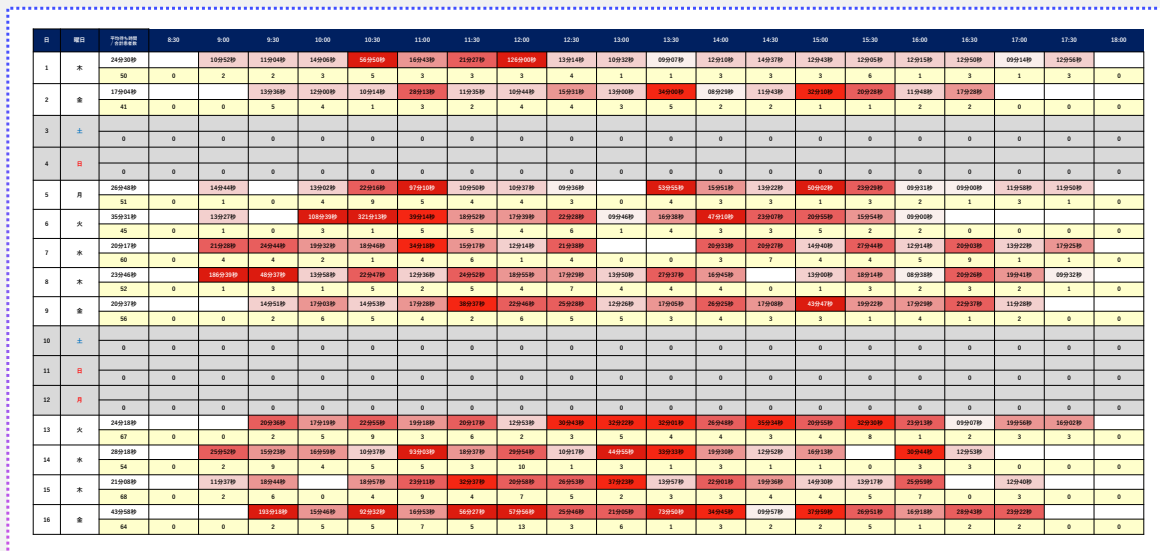 日 曜日 平均待ち時間 / 合計患者数 8:30 9:00 9:30 10:00 10:30 11:00 11:30 12:00 12:30 13:00 13:30 14:00 14:30 15:00 15:30 16:00 16:30 17:00 17:30 18:00
1 木 24分30秒 10分52秒 11分04秒 14分06秒 56分50秒 16分43秒 21分27秒 126分00秒 13分14秒 10分32秒 09分07秒 12分10秒 14分37秒 12分43秒 12分05秒 12分15秒 12分50秒 09分14秒 12分56秒
50 0 2 2 3 5 3 3 3 4 1 1 3 3 3 6 1 3 3 1 0
2 金 17分04秒 13分36秒 12分00秒 10分14秒 28分13秒 11分35秒 10分44秒 15分31秒 13分00秒 34分00秒 08分29秒 11分43秒 32分10秒 20分28秒 11分48秒 17分28秒
41 0 0 5 4 1 3 2 4 4 3 5 2 2 1 1 2 2 0 0 0
3 土
0 0 0 0 0 0 0 0 0 0 0 0 0 0 0 0 0 0 0 0 0
4 日
0 0 0 0 0 0 0 0 0 0 0 0 0 0 0 0 0 0 0 0 0
5 月 26分48秒 14分44秒 13分02秒 22分16秒 97分10秒 10分50秒 10分37秒 09分36秒 53分55秒 15分51秒 13分22秒 50分02秒 23分29秒 09分31秒 09分00秒 11分58秒 11分50秒
51 0 1 0 4 9 5 4 4 3 0 4 3 3 1 3 2 1 3 1 0
6 火 35分31秒 13分27秒 108分39秒 321分13秒 39分14秒 18分52秒 17分39秒 22分28秒 09分46秒 16分38秒 47分10秒 23分07秒 20分55秒 15分54秒 09分00秒
45 0 1 0 3 1 5 5 4 6 1 4 3 3 5 2 2 0 0 0 0
7 水 20分17秒 21分28秒 24分44秒 19分32秒 18分46秒 34分18秒 15分17秒 12分14秒 21分38秒 20分33秒 20分27秒 14分40秒 27分44秒 12分14秒 20分03秒 13分22秒 17分25秒
60 0 4 4 2 1 4 6 1 4 0 0 3 7 4 4 5 9 1 1 0
8 木 23分46秒 186分39秒 48分37秒 13分58秒 22分47秒 12分36秒 24分52秒 18分55秒 17分29秒 13分50秒 27分37秒 16分45秒 13分00秒 18分14秒 08分38秒 20分26秒 19分41秒 09分32秒
52 0 1 3 1 5 2 5 4 7 4 4 4 0 1 3 2 3 2 1 0
9 金 20分37秒 14分51秒 17分03秒 14分53秒 17分28秒 38分37秒 22分46秒 25分28秒 12分26秒 17分05秒 26分25秒 17分08秒 43分47秒 19分22秒 17分29秒 22分37秒 11分28秒
56 0 0 2 6 5 4 2 6 5 5 3 4 3 3 1 4 1 2 0 0
10 土
0 0 0 0 0 0 0 0 0 0 0 0 0 0 0 0 0 0 0 0 0
11 日
0 0 0 0 0 0 0 0 0 0 0 0 0 0 0 0 0 0 0 0 0
12 月
0 0 0 0 0 0 0 0 0 0 0 0 0 0 0 0 0 0 0 0 0
13 火 24分18秒 20分36秒 17分19秒 22分55秒 19分18秒 20分17秒 12分53秒 30分43秒 32分22秒 32分01秒 26分48秒 35分34秒 20分55秒 32分30秒 23分13秒 09分07秒 19分56秒 16分02秒
67 0 0 2 5 9 3 6 2 3 5 4 4 3 4 8 1 2 3 3 0
14 水 28分18秒 25分52秒 15分23秒 16分59秒 10分37秒 93分03秒 18分37秒 29分54秒 10分17秒 44分55秒 33分33秒 19分30秒 12分52秒 16分13秒 30分44秒 12分53秒
54 0 2 9 4 5 5 3 10 1 3 1 3 1 1 0 3 3 0 0 0
15 木 21分08秒 11分37秒 18分44秒 18分57秒 23分11秒 32分37秒 20分58秒 26分53秒 37分23秒 13分57秒 22分01秒 19分36秒 14分30秒 13分17秒 25分59秒 12分40秒
68 0 2 6 0 4 9 4 7 4 2 3 3 4 4 5 7 0 3 0 0
16 金 43分58秒 193分18秒 15分46秒 92分32秒 16分53秒 56分27秒 57分56秒 25分46秒 21分05秒 73分50秒 34分45秒 09分57秒 37分59秒 26分51秒 16分18秒 28分43秒 23分22秒
64 0 0 2 5 5 7 5 13 3 6 1 3 2 2 5 1 2 2 0 0